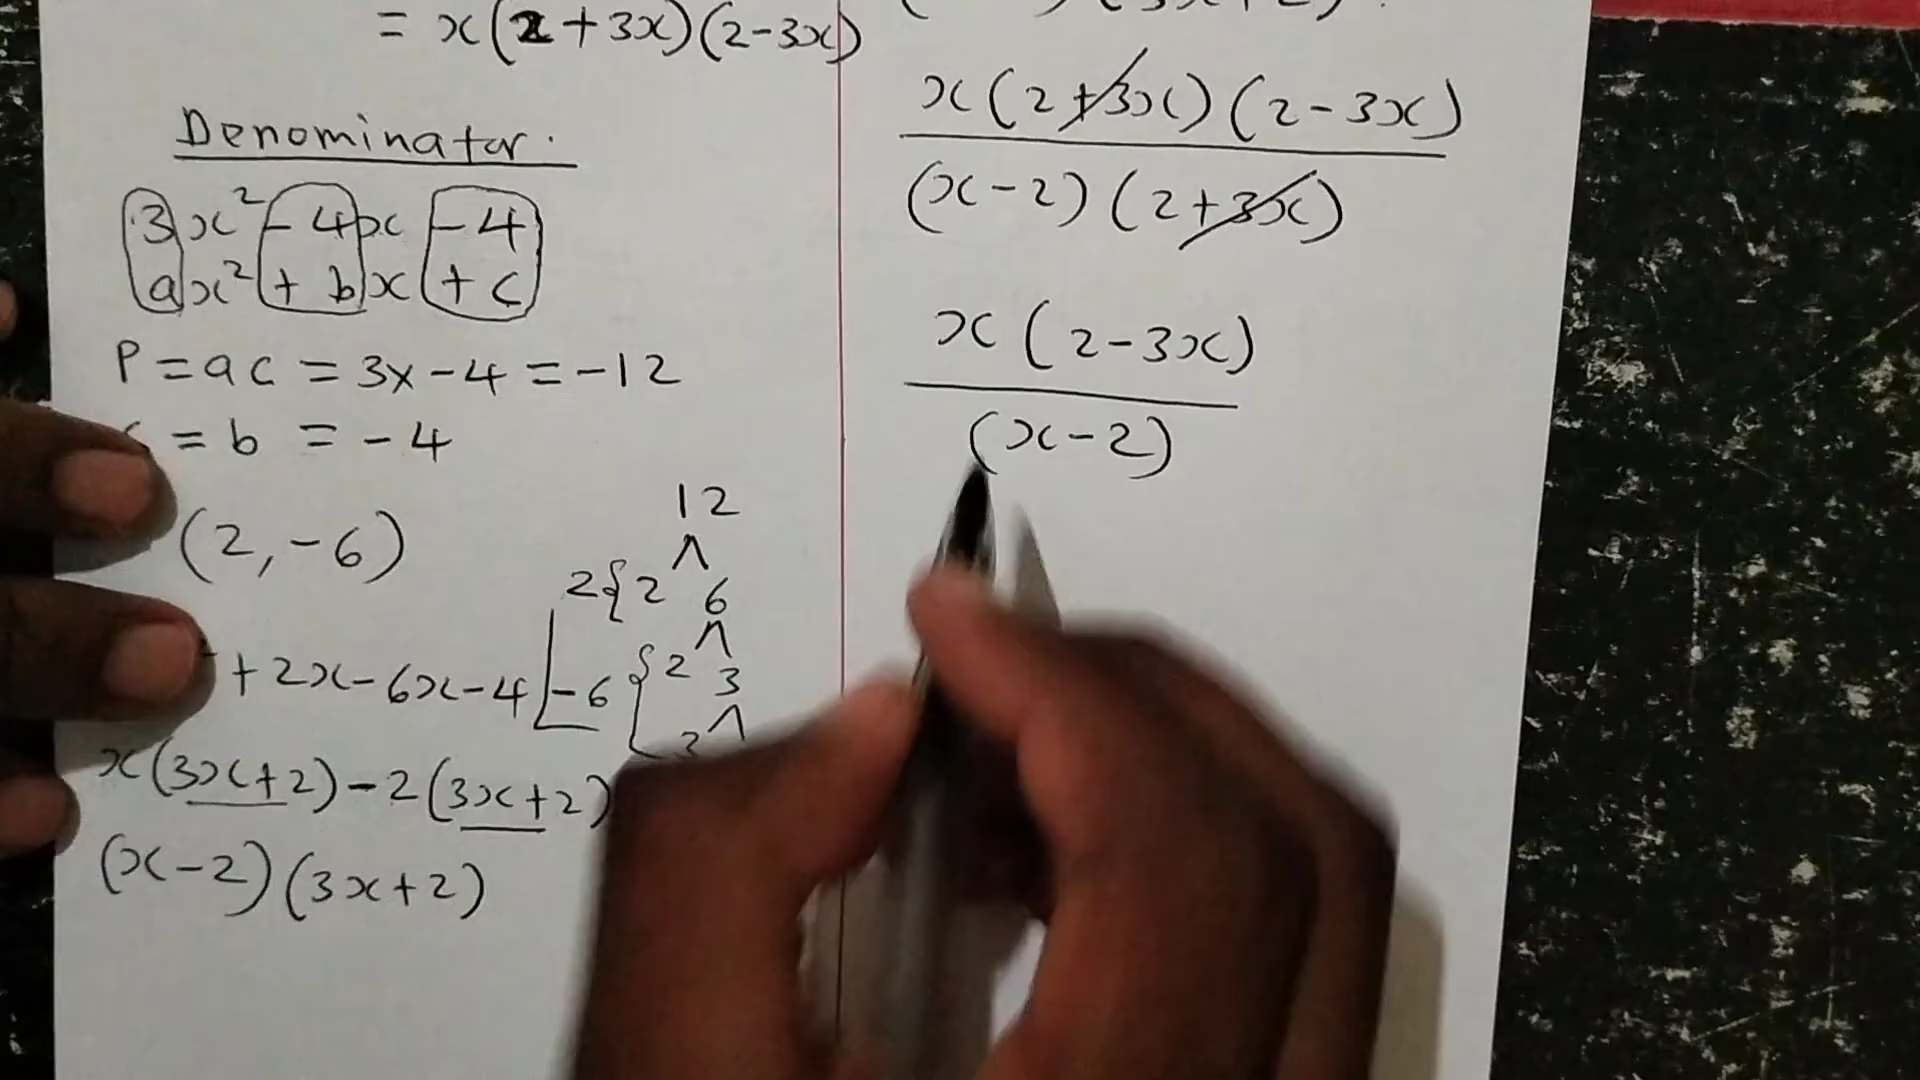 = x(2+3x)(2-3x)
Denominator.
3x² - 4x - 4
ax² + bx + c
P = ac = 3x-4 = -12
= b = -4
(2, -6)
12
2{2 6
+ 2x - 6x - 4 -6 {2 3
x(3x+2) - 2(3x+2)
(x-2)(3x+2)
x(2+3x)(2-3x)
(x-2)(2+3x)
x(2-3x)
(x-2)